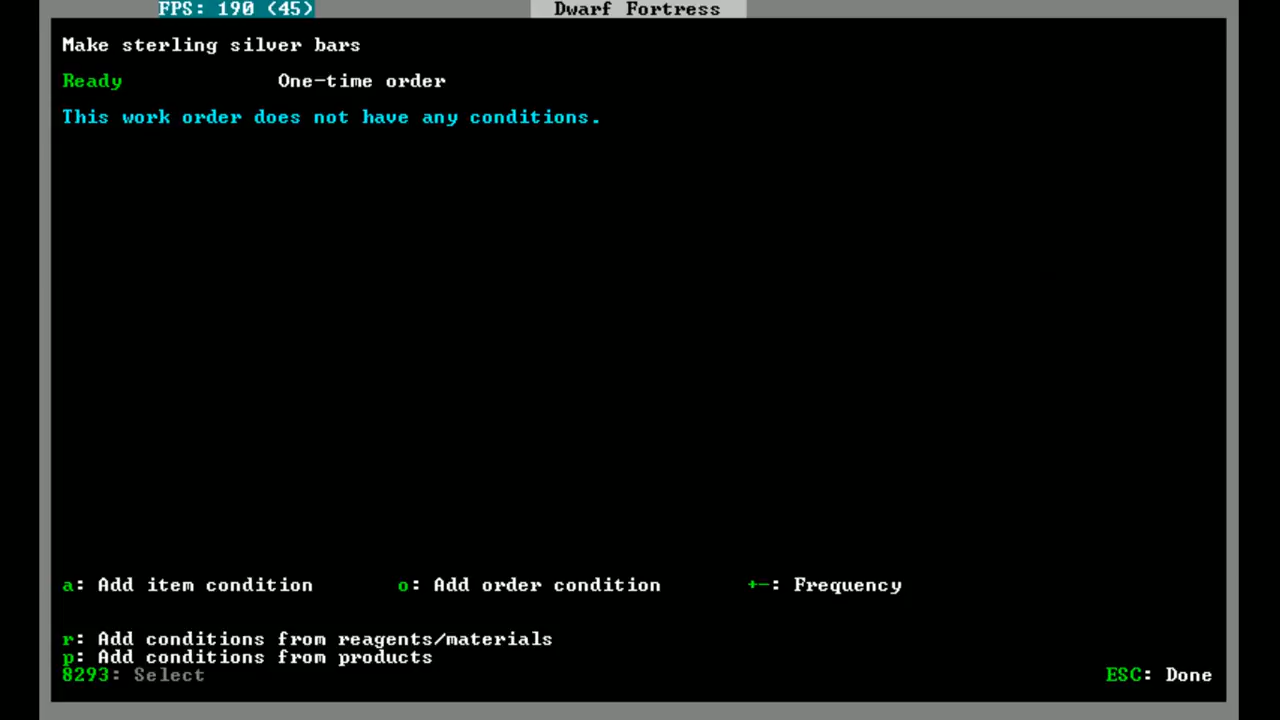 FPS: 190 (45) Dwarf Fortress
Make sterling silver bars
Ready One-time order
This work order does not have any conditions.
a: Add item condition o: Add order condition +-: Frequency
r: Add conditions from reagents/materials
p: Add conditions from products
8293: Select ESC: Done